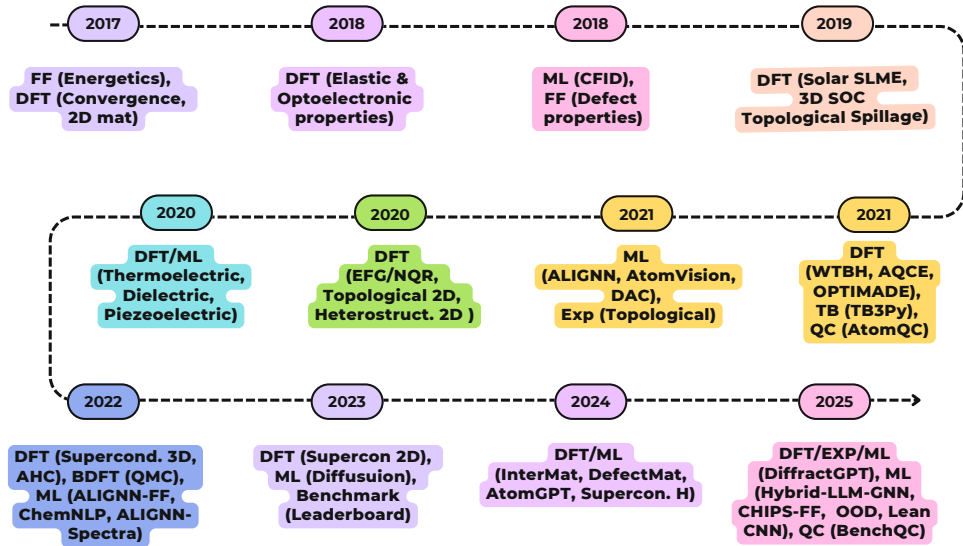 2017
FF (Energetics),
DFT (Convergence,
2D mat)
2018
DFT (Elastic &
Optoelectronic
properties)
2018
ML (CFID),
FF (Defect
properties)
2019
DFT (Solar SLME,
3D SOC
Topological Spillage)
2020
DFT/ML
(Thermoelectric,
Dielectric,
Piezeoelectric)
2020
DFT
(EFG/NQR,
Topological 2D,
Heterostruct. 2D )
2021
ML
(ALIGNN, AtomVision,
DAC),
Exp (Topological)
2021
DFT
(WTBH, AQCE,
OPTIMADE),
TB (TB3Py),
QC (AtomQC)
2022
DFT (Supercond. 3D,
AHC), BDFT (QMC),
ML (ALIGNN-FF,
ChemNLP, ALIGNN-
Spectra)
2023
DFT (Supercon 2D),
ML (Diffusuion),
Benchmark
(Leaderboard)
2024
DFT/ML
(InterMat, DefectMat,
AtomGPT, Supercon. H)
2025
DFT/EXP/ML
(DiffractGPT), ML
(Hybrid-LLM-GNN,
CHIPS-FF, OOD, Lean
CNN), QC (BenchQC)